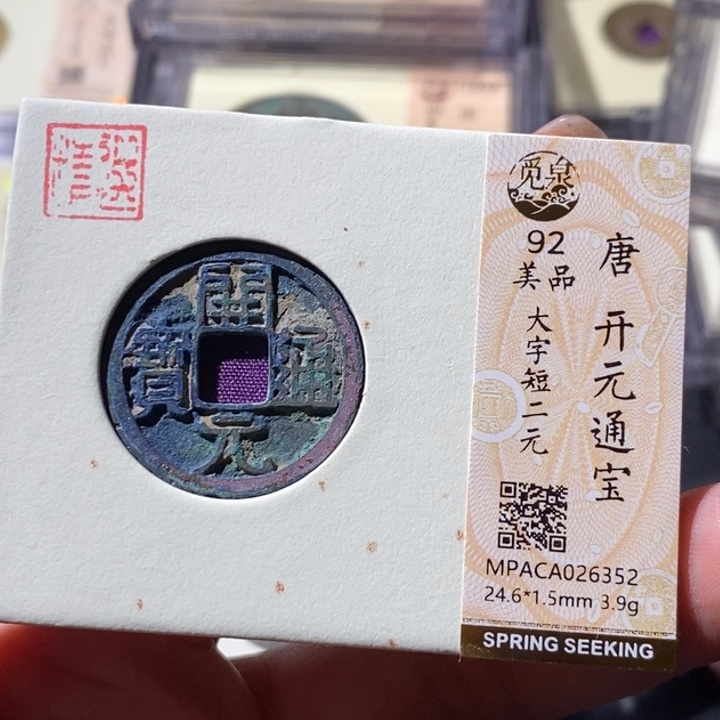 開
通
元
寶
觅泉
92
美品
大字短二元
唐 开元通宝
MPACA026352
24.6*1.5mm 3.9g
SPRING SEEKING